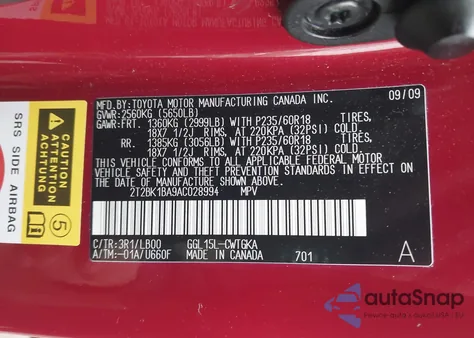 MFD.BY:TOYOTA MOTOR MANUFACTURING CANADA INC. 09/09
GVWR:2560KG (5650LB)
GAWR:FRT. 1360KG (2999LB) WITH P235/60R18 TIRES,
18X7 1/2J RIMS, AT 220KPA (32PSI) COLD.
RR. 1385KG (3056LB) WITH P235/60R18 TIRES,
18X7 1/2J RIMS, AT 220KPA (32PSI) COLD.
THIS VEHICLE CONFORMS TO ALL APPLICABLE FEDERAL MOTOR
VEHICLE SAFETY STANDARDS IN EFFECT ON THE DATE OF
MANUFACTURE SHOWN ABOVE.
2T2BK1BA9AC028994 MPV
C/TR:3R1/LB00 GGL15L-CWTGKA
A/TM:-01A/U660F MADE IN CANADA 701 A
SRS SIDE AIRBAG
CAUTION
ATTENTION
ACHTUNG
5
autoSnap
POWERED BY CARS